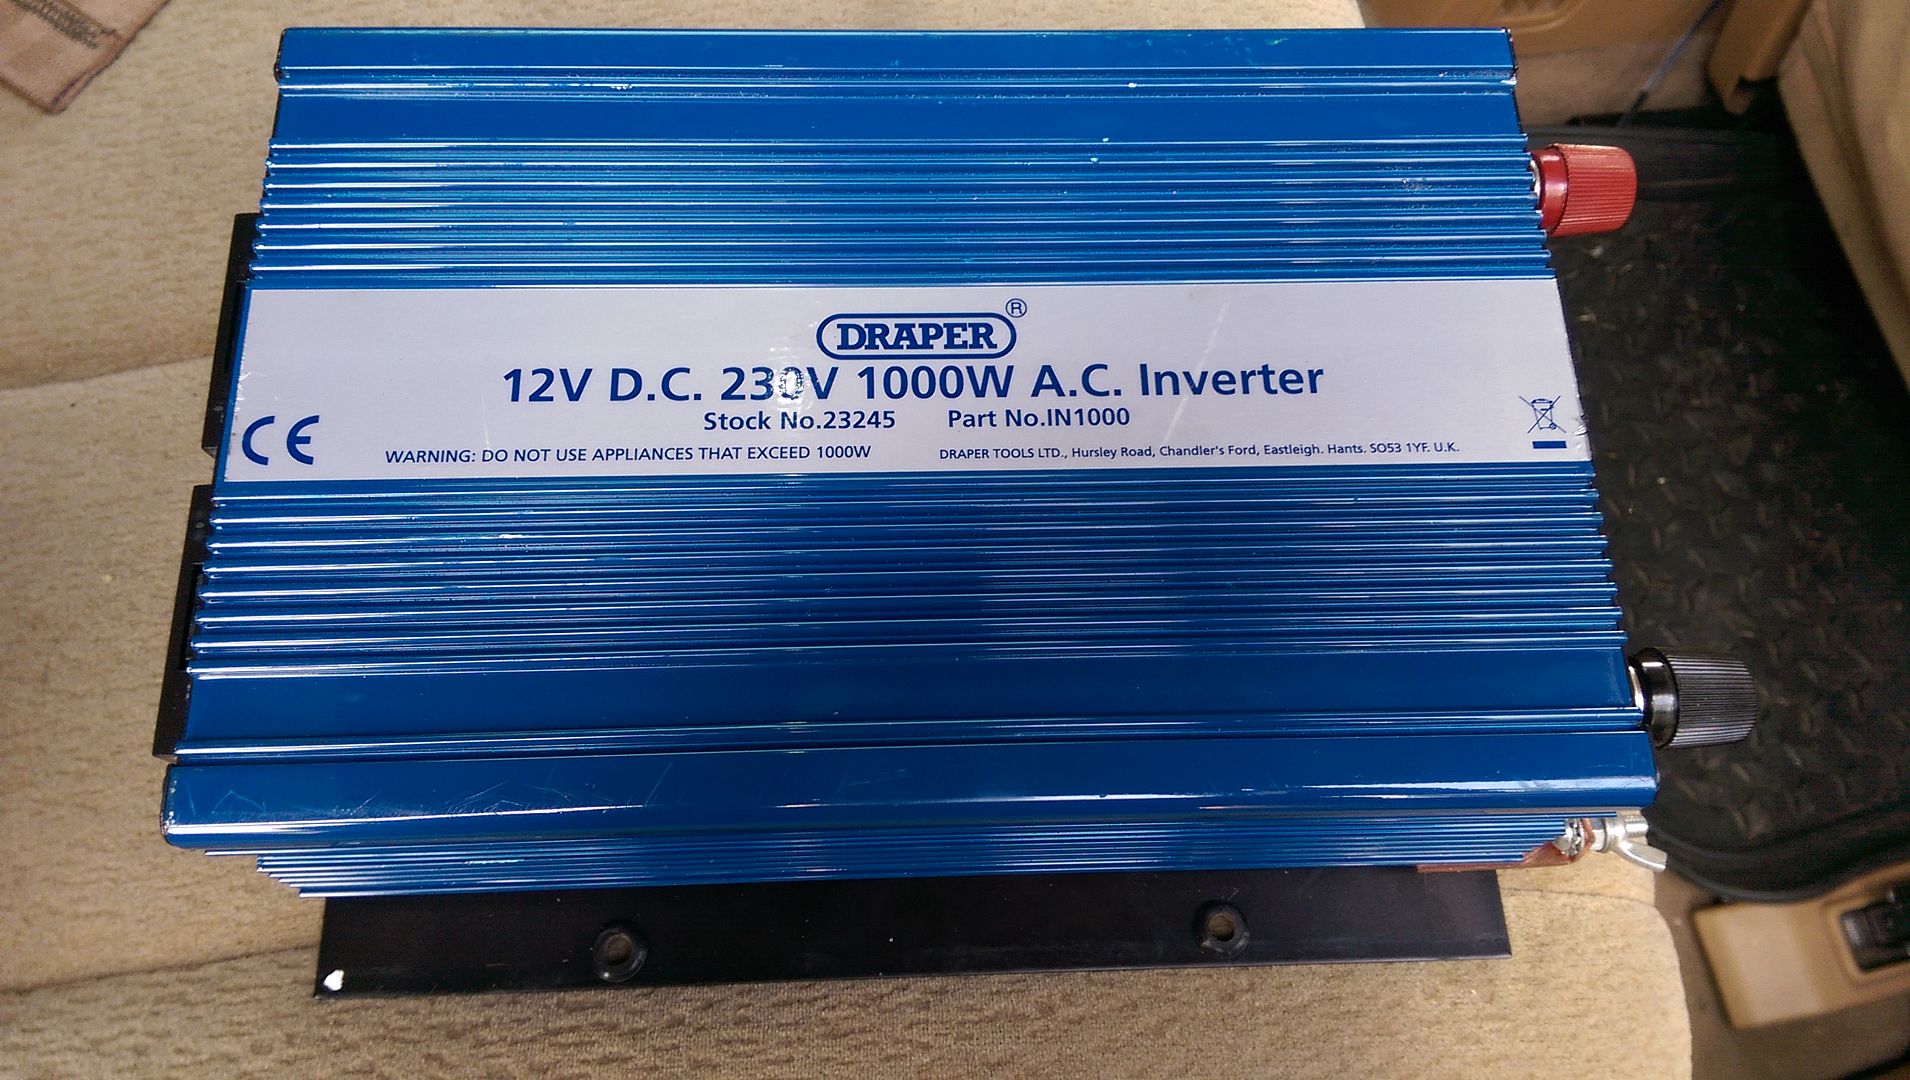 DRAPER®
12V D.C. 230V 1000W A.C. Inverter
Stock No.23245 Part No.IN1000
CE
WARNING: DO NOT USE APPLIANCES THAT EXCEED 1000W
DRAPER TOOLS LTD., Hursley Road, Chandler's Ford, Eastleigh. Hants. SO53 1YF. U.K.